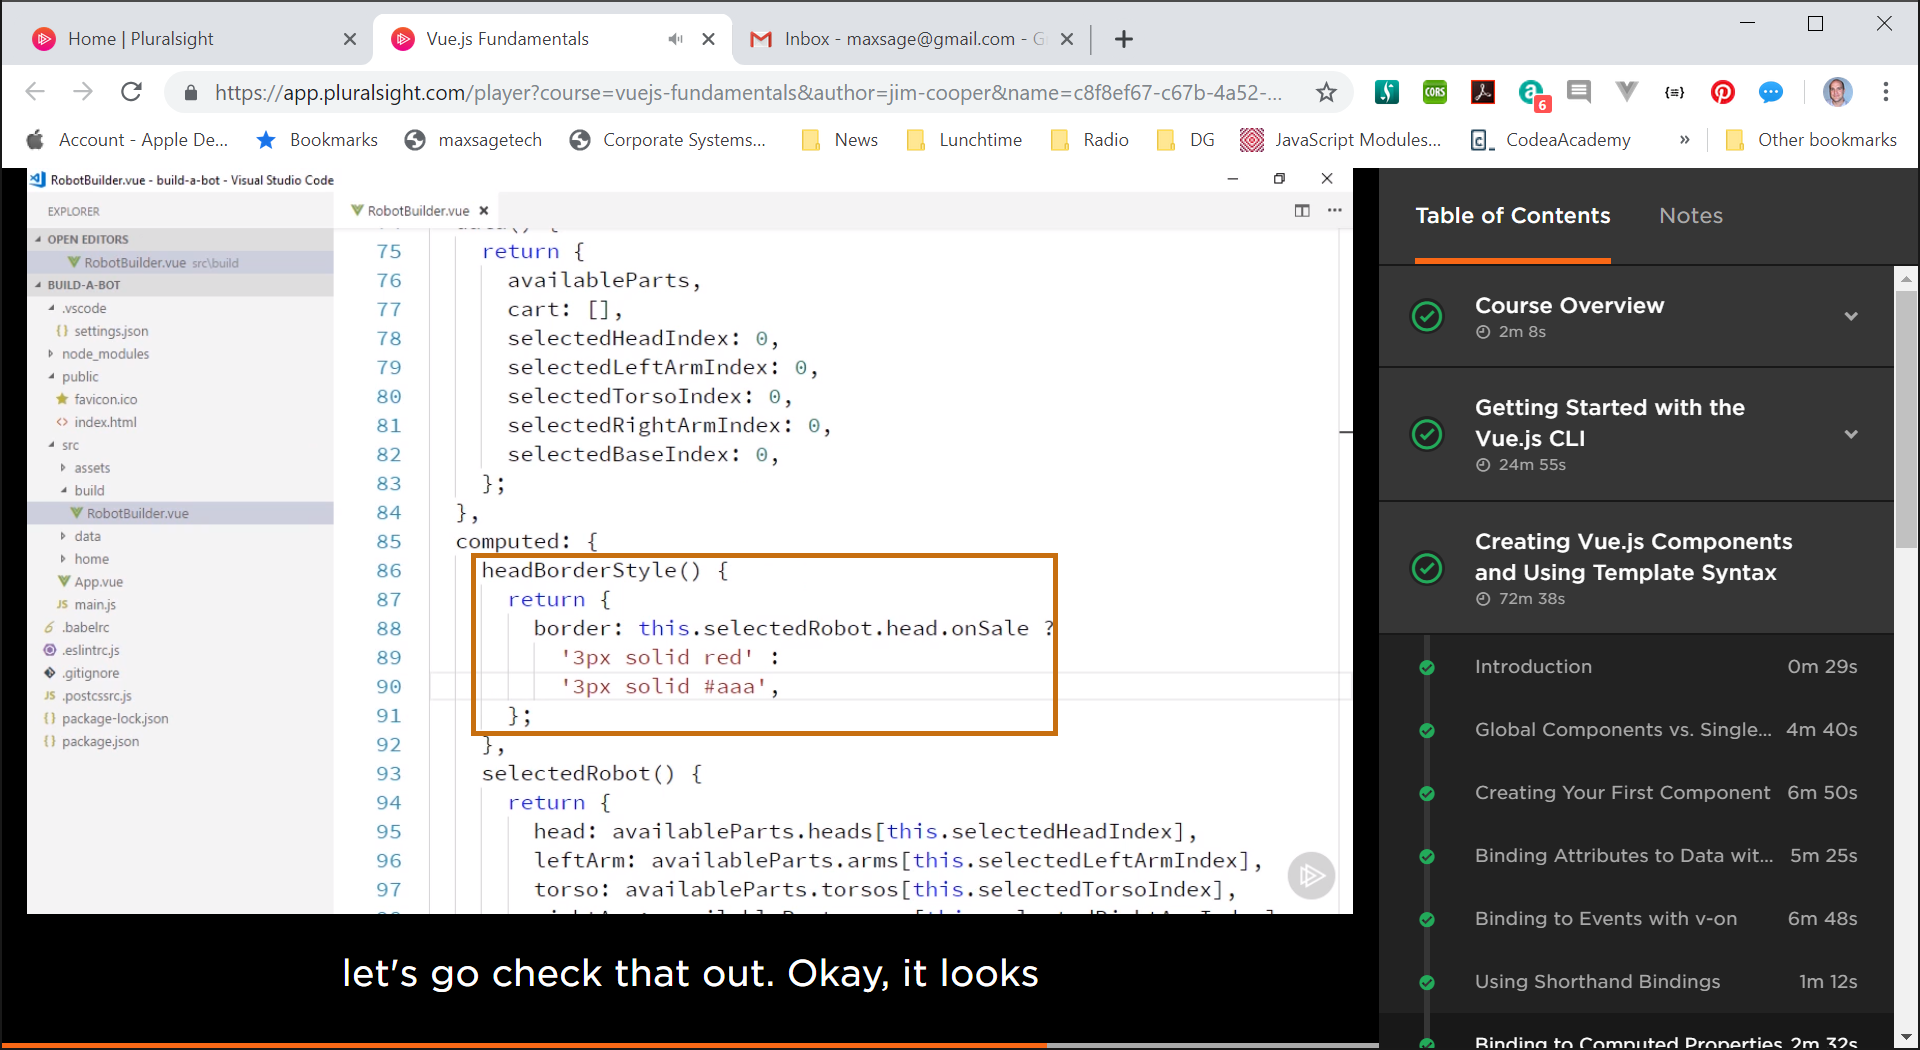 Home | Pluralsight
Vue.js Fundamentals
Inbox - maxsage@gmail.com - G
https://app.pluralsight.com/player?course=vuejs-fundamentals&author=jim-cooper&name=c8f8ef67-c67b-4a52-...
CORS
6
Account - Apple De...
Bookmarks
maxsagetech
Corporate Systems...
News
Lunchtime
Radio
DG
JavaScript Modules...
CodeaAcademy
»
Other bookmarks
RobotBuilder.vue - build-a-bot - Visual Studio Code
EXPLORER
OPEN EDITORS
RobotBuilder.vue src\build
BUILD-A-BOT
.vscode
{} settings.json
node_modules
public
favicon.ico
<> index.html
src
assets
build
RobotBuilder.vue
data
home
App.vue
JS main.js
.babelrc
.eslintrc.js
.gitignore
JS .postcssrc.js
{} package-lock.json
{} package.json
RobotBuilder.vue
75 return {
76 availableParts,
77 cart: [],
78 selectedHeadIndex: 0,
79 selectedLeftArmIndex: 0,
80 selectedTorsoIndex: 0,
81 selectedRightArmIndex: 0,
82 selectedBaseIndex: 0,
83 };
84 },
85 computed: {
86 headBorderStyle() {
87 return {
88 border: this.selectedRobot.head.onSale ?
89 '3px solid red' :
90 '3px solid #aaa',
91 };
92 },
93 selectedRobot() {
94 return {
95 head: availableParts.heads[this.selectedHeadIndex],
96 leftArm: availableParts.arms[this.selectedLeftArmIndex],
97 torso: availableParts.torsos[this.selectedTorsoIndex],
let's go check that out. Okay, it looks
Table of Contents
Notes
Course Overview
2m 8s
Getting Started with the
Vue.js CLI
24m 55s
Creating Vue.js Components
and Using Template Syntax
72m 38s
Introduction 0m 29s
Global Components vs. Single... 4m 40s
Creating Your First Component 6m 50s
Binding Attributes to Data wit... 5m 25s
Binding to Events with v-on 6m 48s
Using Shorthand Bindings 1m 12s
Binding to Computed Properties 2m 32s